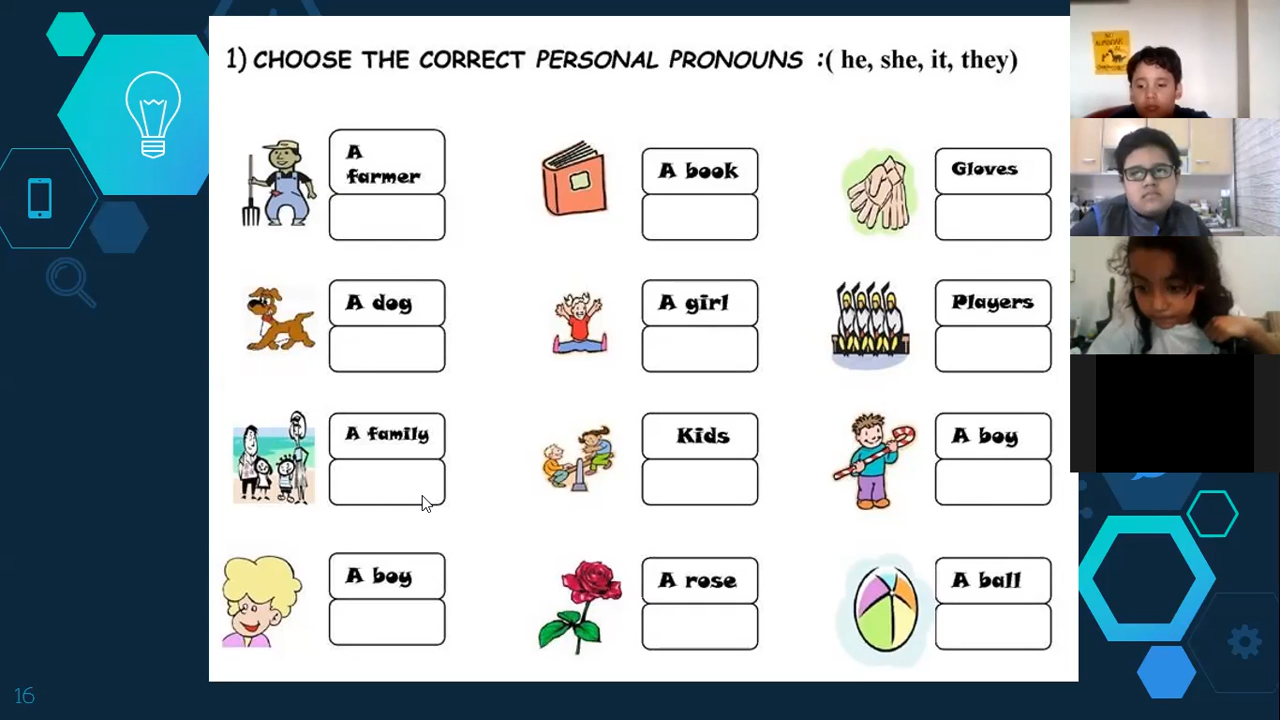 1) CHOOSE THE CORRECT PERSONAL PRONOUNS :( he, she, it, they)
A
farmer
A book
Gloves
A dog
A girl
Players
A family
Kids
A boy
A boy
A rose
A ball
16